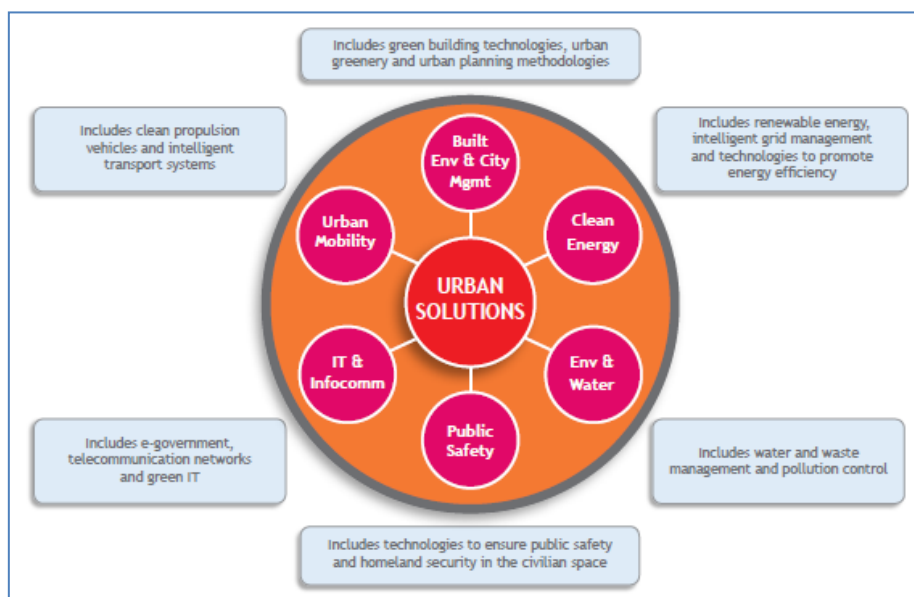 Includes green building technologies, urban
greenery and urban planning methodologies
Includes clean propulsion
vehicles and intelligent
transport systems
Includes renewable energy,
intelligent grid management
and technologies to promote
energy efficiency
Built
Env & City
Mgmt
Urban
Mobility
Clean
Energy
URBAN
SOLUTIONS
IT &
Infocomm
Env &
Water
Public
Safety
Includes e-government,
telecommunication networks
and green IT
Includes water and waste
management and pollution control
Includes technologies to ensure public safety
and homeland security in the civilian space